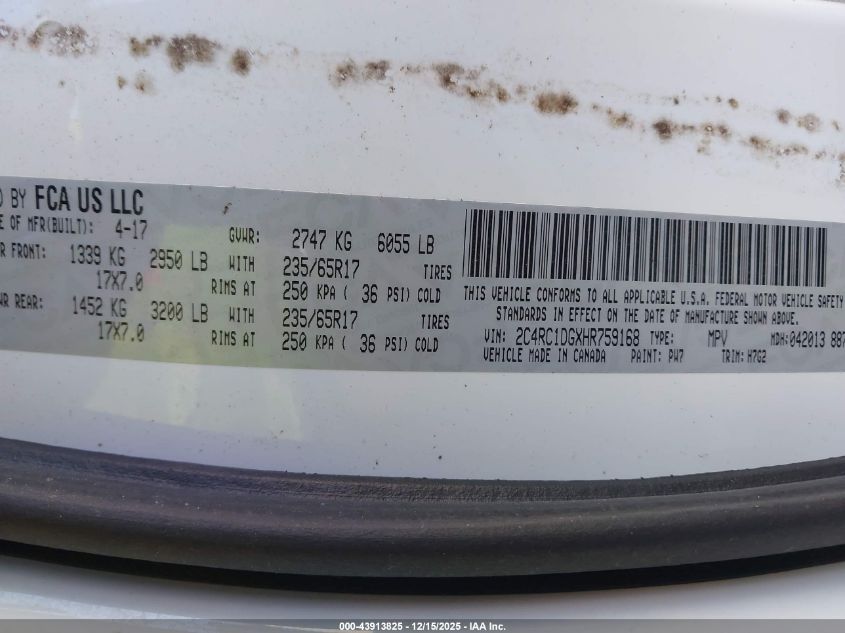 ) BY FCA US LLC
E OF MFR(BUILT): 4-17 GVWR: 2747 KG 6055 LB
R FRONT: 1339 KG 2950 LB WITH 235/65R17 TIRES
17X7.0 RIMS AT 250 KPA ( 36 PSI) COLD
WR REAR: 1452 KG 3200 LB WITH 235/65R17 TIRES
17X7.0 RIMS AT 250 KPA ( 36 PSI) COLD
THIS VEHICLE CONFORMS TO ALL APPLICABLE U.S.A. FEDERAL MOTOR VEHICLE SAFETY
STANDARDS IN EFFECT ON THE DATE OF MANUFACTURE SHOWN ABOVE.
VIN: 2C4RC1DGXHR759168 TYPE: MPV MDH: 042013 887
VEHICLE MADE IN CANADA PAINT: PW7 TRIM: H7G2
000-43913825 - 12/15/2025 - IAA Inc.